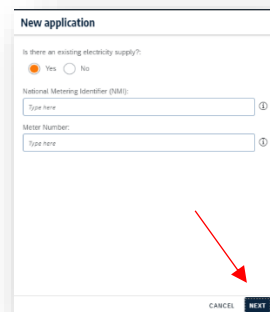 New application
Is there an existing electricity supply?:
Yes No
National Metering Identifier (NMI):
Type here
Meter Number:
Type here
CANCEL NEXT